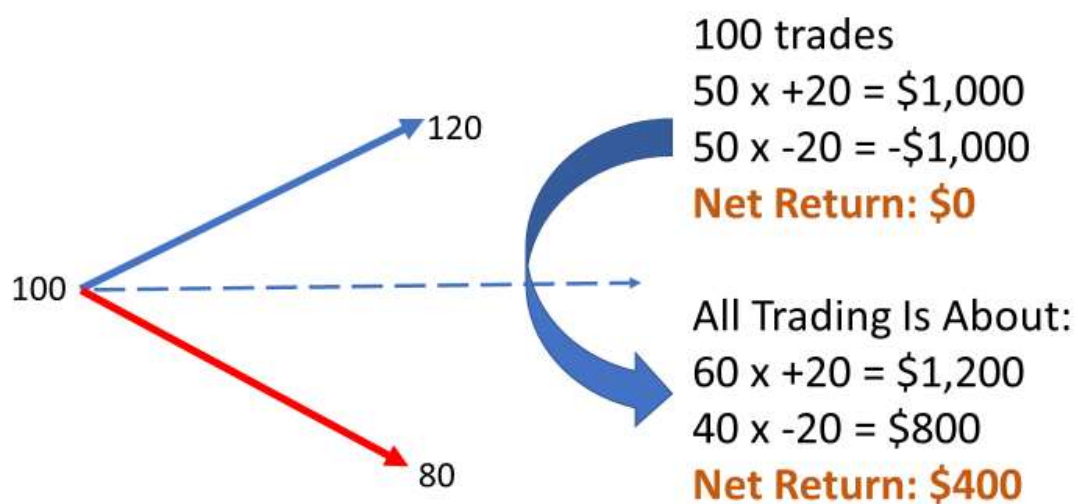 100 trades
50 x +20 = $1,000
50 x -20 = -$1,000
Net Return: $0
120
100
80
All Trading Is About:
60 x +20 = $1,200
40 x -20 = $800
Net Return: $400